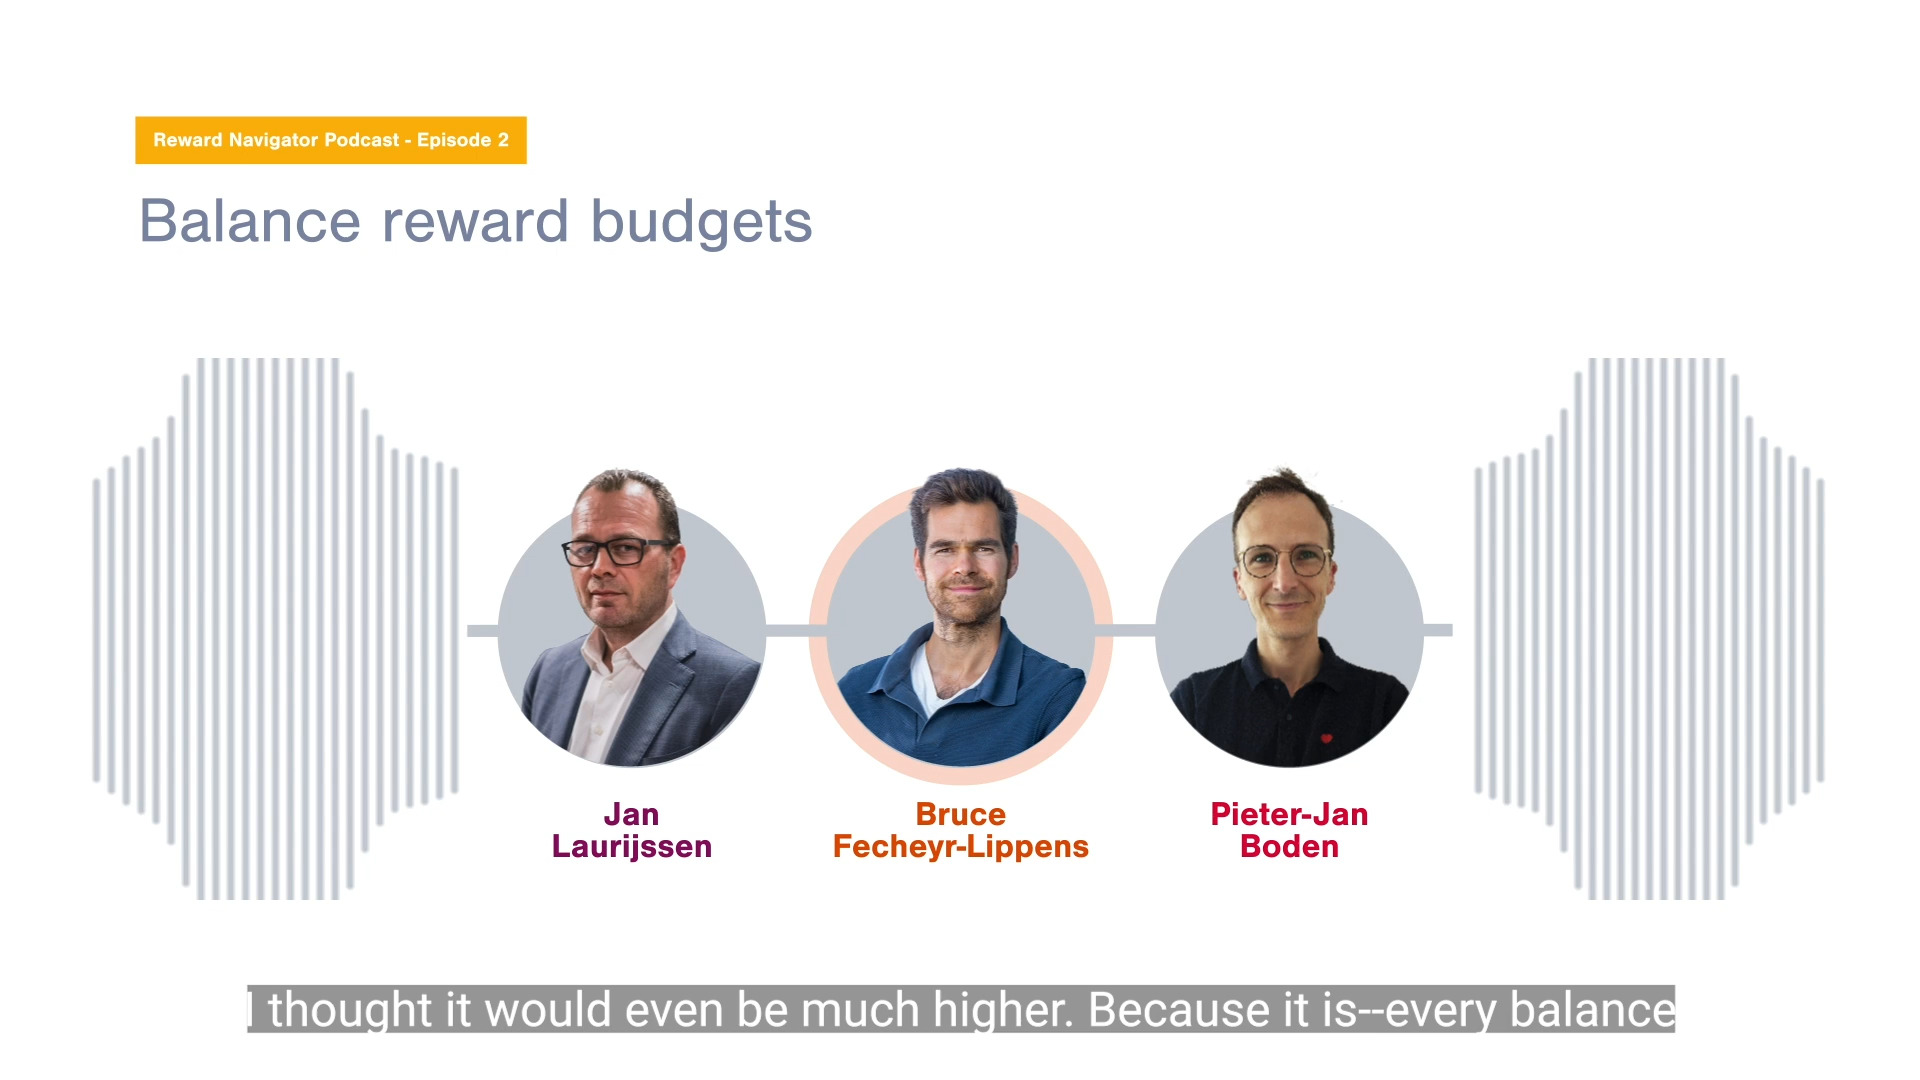 Reward Navigator Podcast - Episode 2
Balance reward budgets
Jan
Laurijssen
Bruce
Fecheyr-Lippens
Pieter-Jan
Boden
I thought it would even be much higher. Because it is--every balance